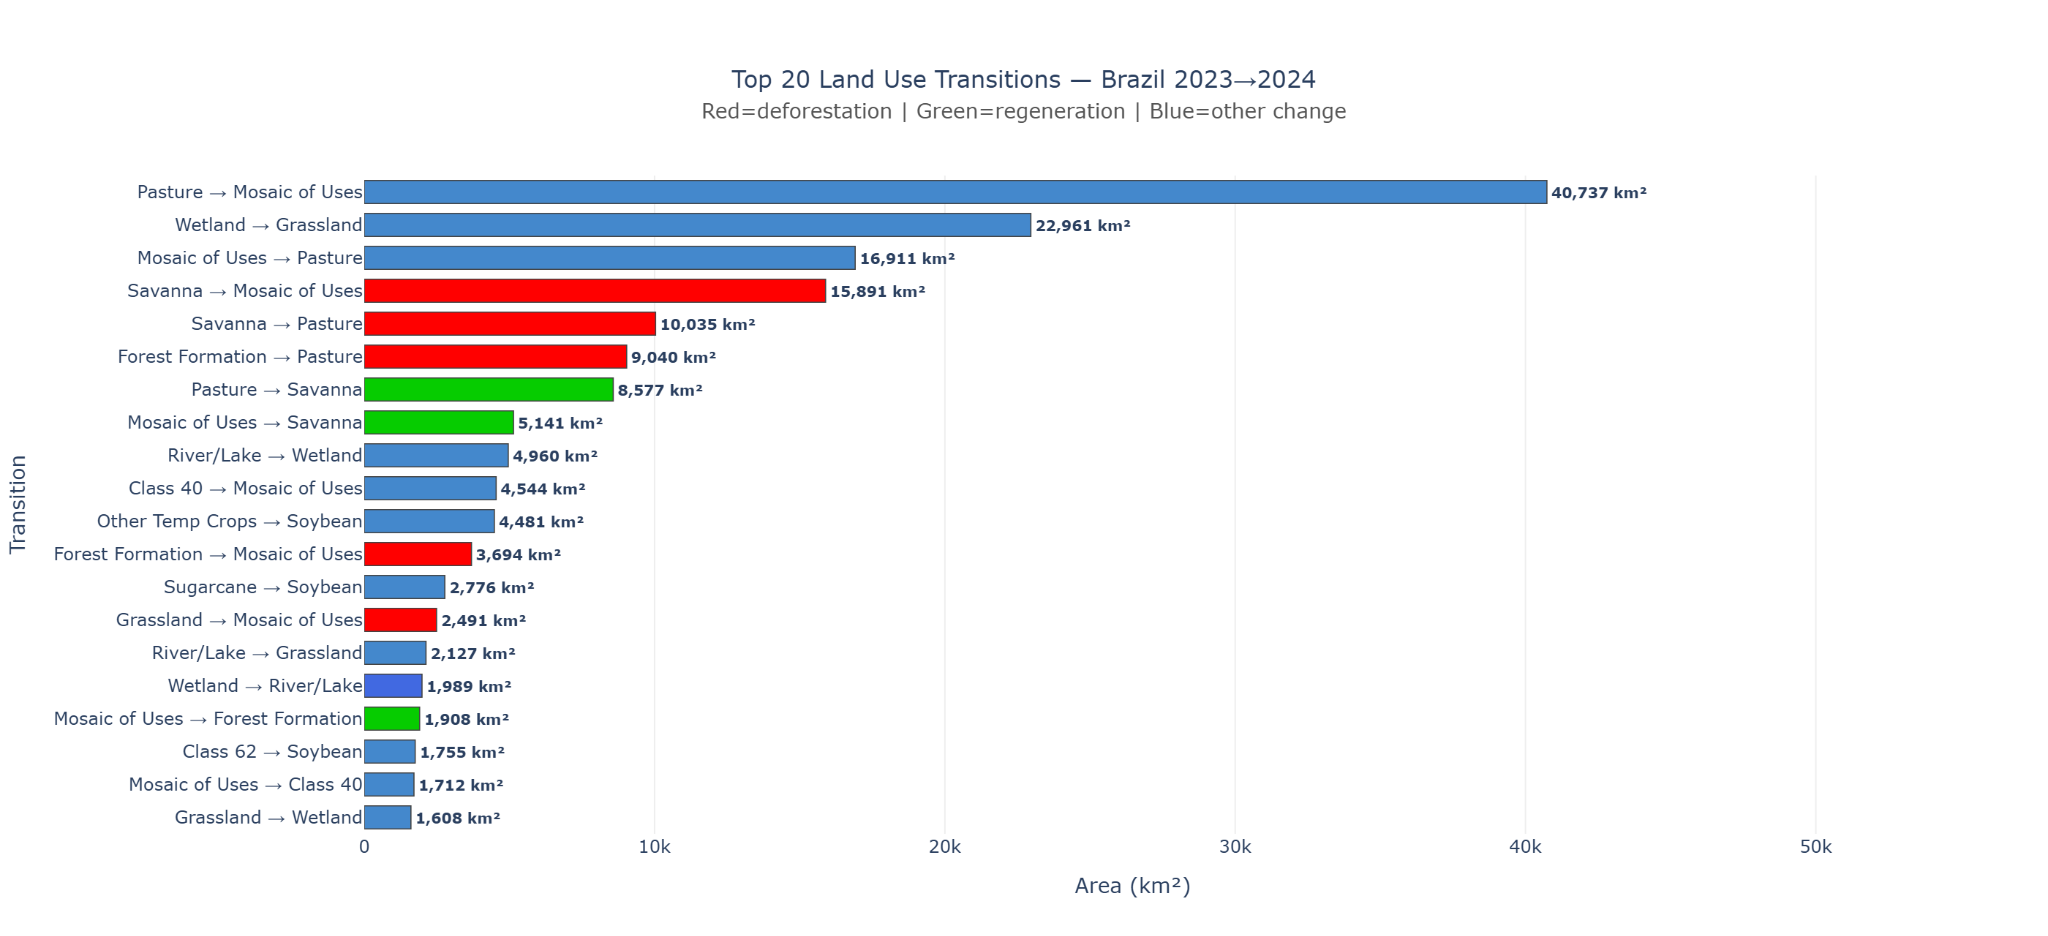 Top 20 Land Use Transitions — Brazil 2023→2024
Red=deforestation | Green=regeneration | Blue=other change
Transition
Pasture → Mosaic of Uses 40,737 km²
Wetland → Grassland 22,961 km²
Mosaic of Uses → Pasture 16,911 km²
Savanna → Mosaic of Uses 15,891 km²
Savanna → Pasture 10,035 km²
Forest Formation → Pasture 9,040 km²
Pasture → Savanna 8,577 km²
Mosaic of Uses → Savanna 5,141 km²
River/Lake → Wetland 4,960 km²
Class 40 → Mosaic of Uses 4,544 km²
Other Temp Crops → Soybean 4,481 km²
Forest Formation → Mosaic of Uses 3,694 km²
Sugarcane → Soybean 2,776 km²
Grassland → Mosaic of Uses 2,491 km²
River/Lake → Grassland 2,127 km²
Wetland → River/Lake 1,989 km²
Mosaic of Uses → Forest Formation 1,908 km²
Class 62 → Soybean 1,755 km²
Mosaic of Uses → Class 40 1,712 km²
Grassland → Wetland 1,608 km²
0 10k 20k 30k 40k 50k
Area (km²)